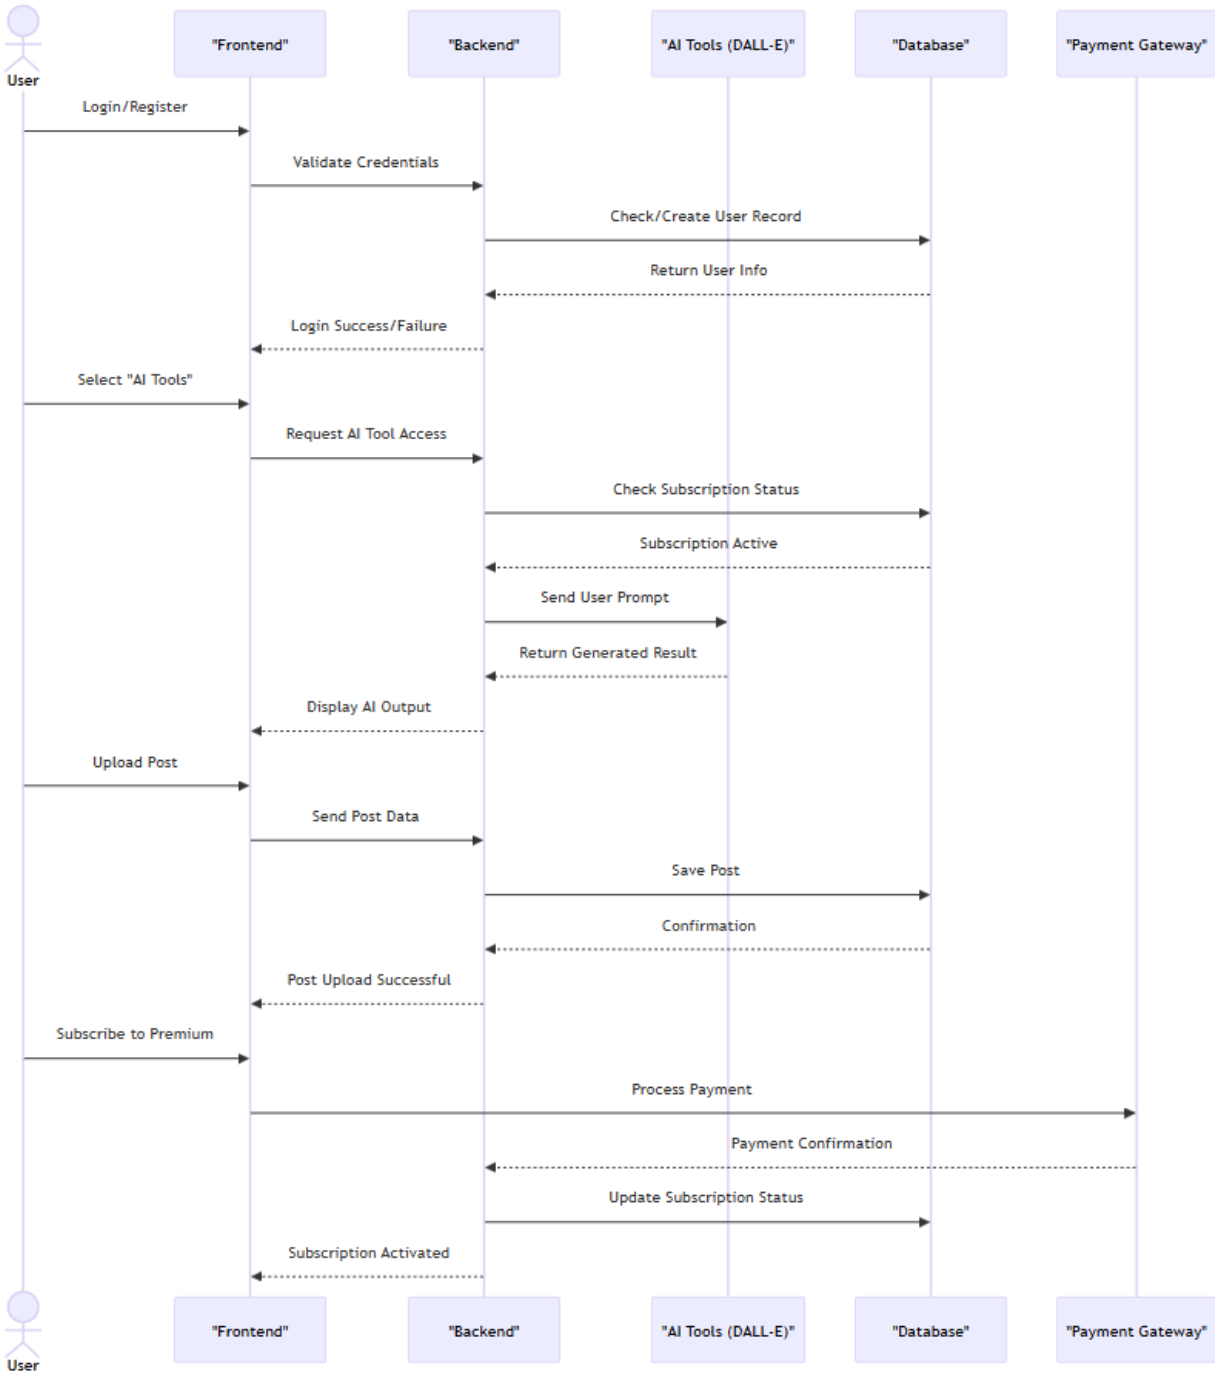 "Frontend"
"Backend"
"AI Tools (DALL-E)"
"Database"
"Payment Gateway"
User
Login/Register
Validate Credentials
Check/Create User Record
Return User Info
Login Success/Failure
Select "AI Tools"
Request AI Tool Access
Check Subscription Status
Subscription Active
Send User Prompt
Return Generated Result
Display AI Output
Upload Post
Send Post Data
Save Post
Confirmation
Post Upload Successful
Subscribe to Premium
Process Payment
Payment Confirmation
Update Subscription Status
Subscription Activated
"Frontend"
"Backend"
"AI Tools (DALL-E)"
"Database"
"Payment Gateway"
User